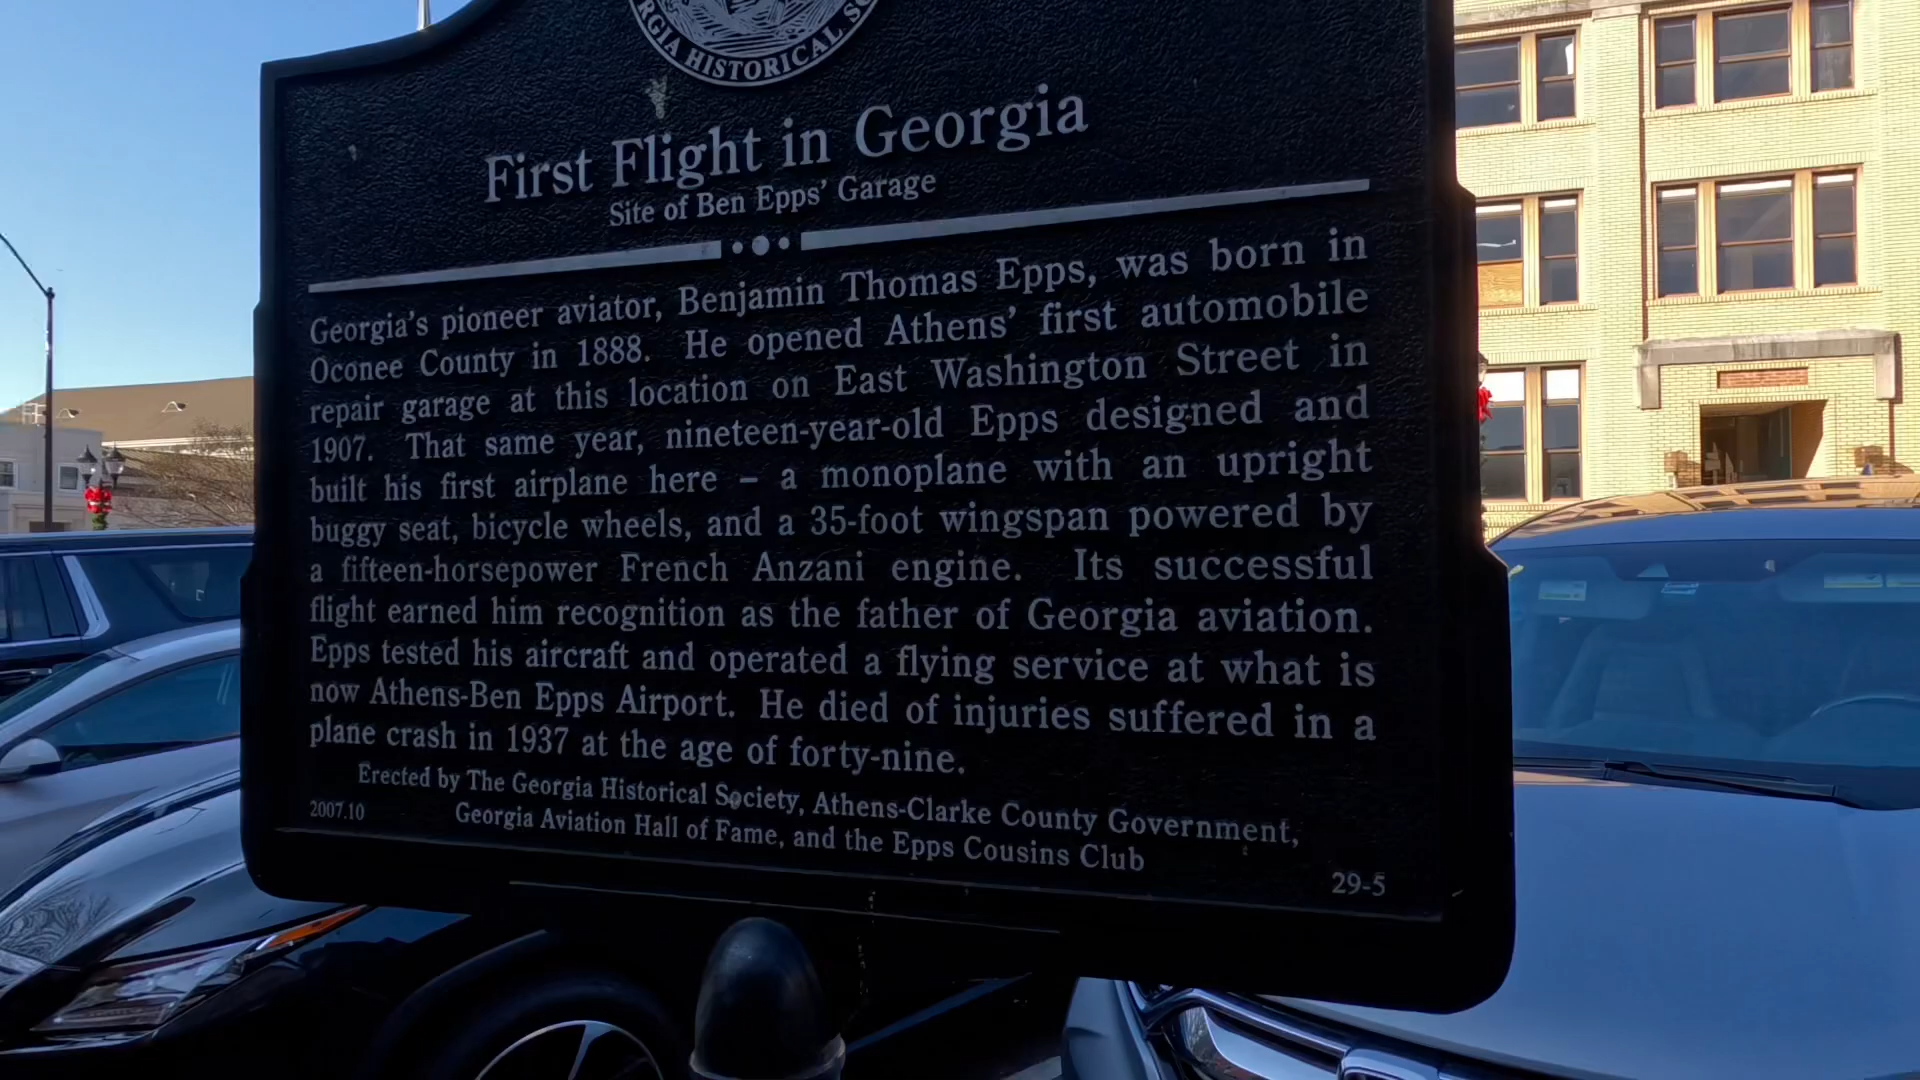 GIA HISTORICAL SO
First Flight in Georgia
Site of Ben Epps' Garage
Georgia's pioneer aviator, Benjamin Thomas Epps, was born in
Oconee County in 1888. He opened Athens' first automobile
repair garage at this location on East Washington Street in
1907. That same year, nineteen-year-old Epps designed and
built his first airplane here – a monoplane with an upright
buggy seat, bicycle wheels, and a 35-foot wingspan powered by
a fifteen-horsepower French Anzani engine. Its successful
flight earned him recognition as the father of Georgia aviation.
Epps tested his aircraft and operated a flying service at what is
now Athens-Ben Epps Airport. He died of injuries suffered in a
plane crash in 1937 at the age of forty-nine.
Erected by The Georgia Historical Society, Athens-Clarke County Government,
Georgia Aviation Hall of Fame, and the Epps Cousins Club
2007.10
29-5